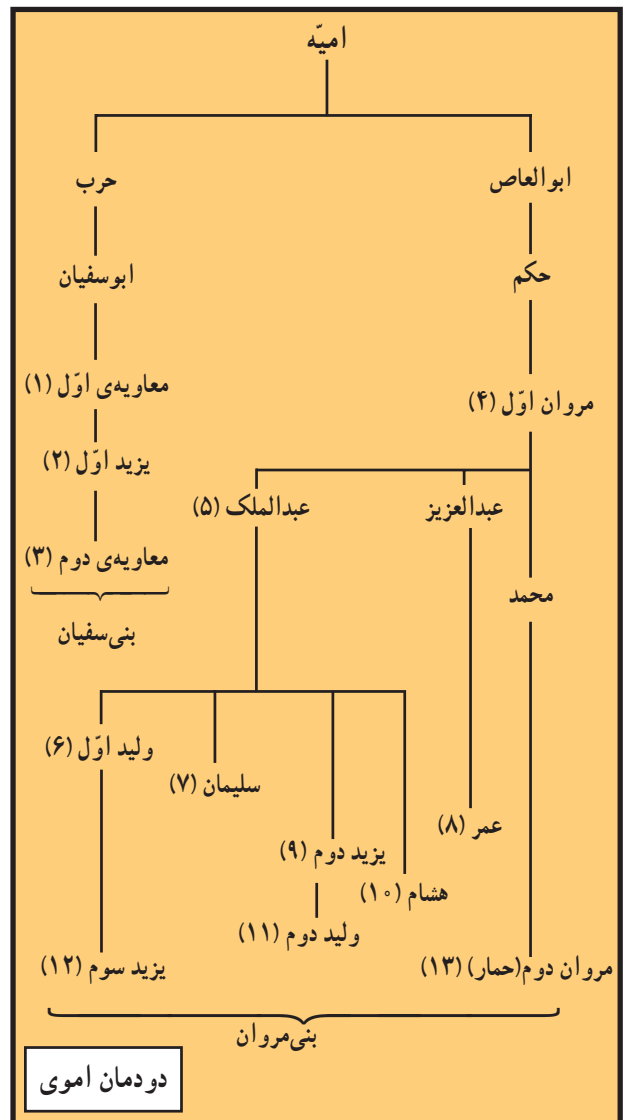 امیّه
ابوالعاص
حرب
حکم
ابوسفیان
مروان اوّل (۴)
معاویه‌ی اوّل (۱)
یزید اوّل (۲)
عبدالعزیز
عبدالملک (۵)
معاویه‌ی دوم (۳)
محمد
بنی‌سفیان
ولید اوّل (۶)
سلیمان (۷)
عمر (۸)
یزید دوم (۹)
هشام (۱۰)
ولید دوم (۱۱)
مروان دوم(حمار) (۱۳)
یزید سوم (۱۲)
بنی‌مروان
دودمان اموی